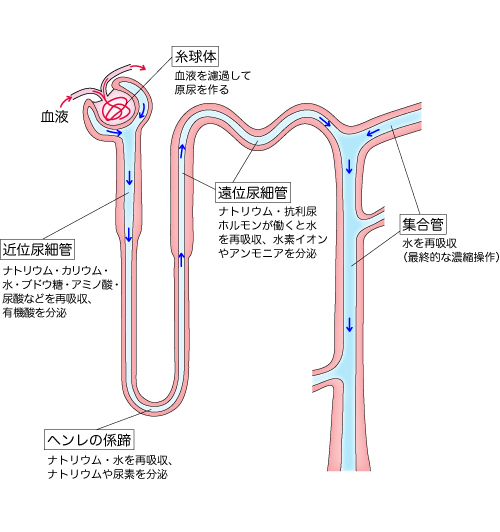 糸球体
血液を濾過して
原尿を作る
血液
遠位尿細管
ナトリウム・抗利尿
ホルモンが働くと水
を再吸収、水素イオン
やアンモニアを分泌
集合管
水を再吸収
（最終的な濃縮操作）
近位尿細管
ナトリウム・カリウム・
水・ブドウ糖・アミノ酸・
尿酸などを再吸収、
有機酸を分泌
ヘンレの係蹄
ナトリウム・水を再吸収、
ナトリウムや尿素を分泌